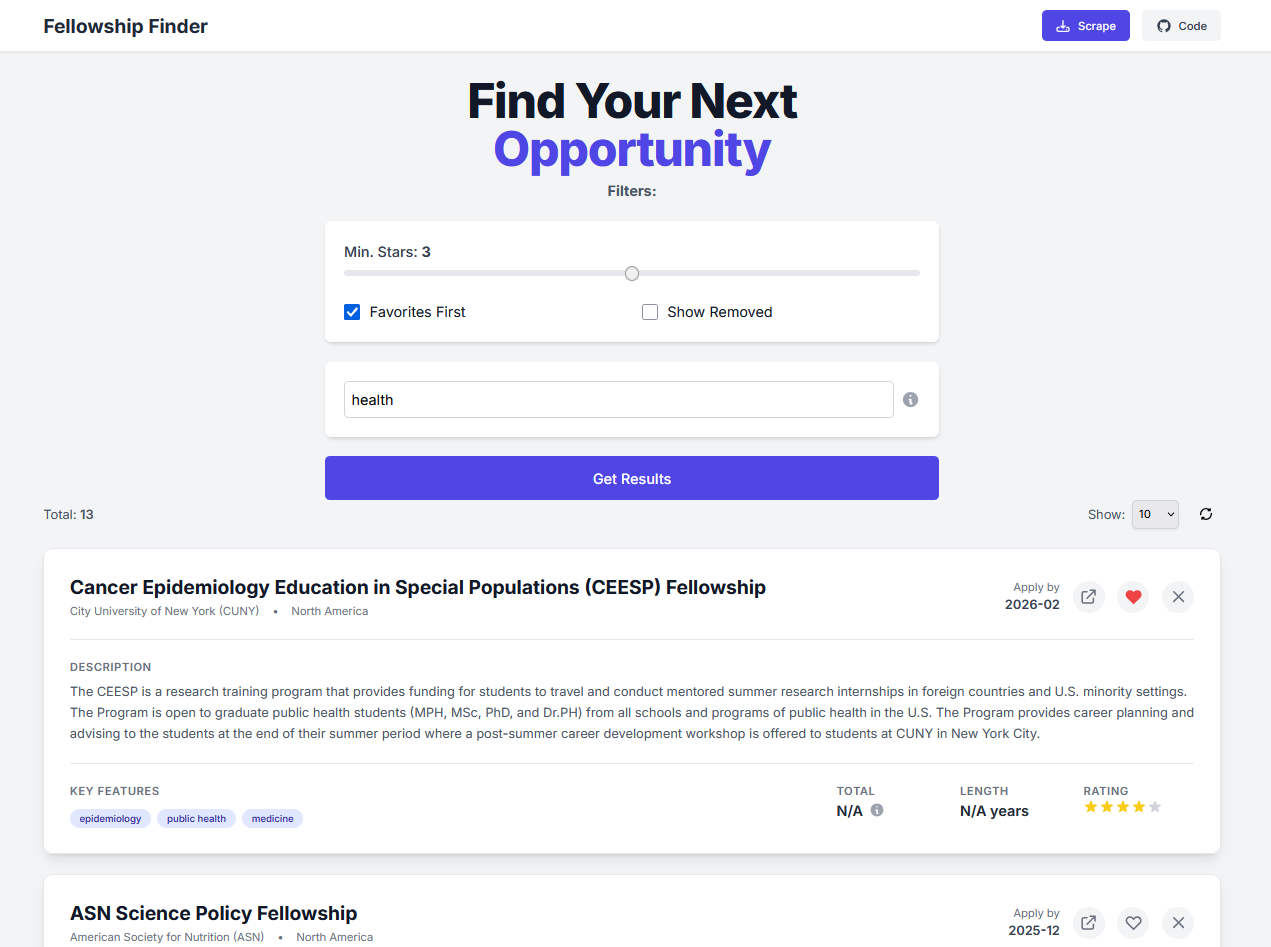 Fellowship Finder
Scrape
Code
Find Your Next
Opportunity
Filters:
Min. Stars: 3
Favorites First
Show Removed
health
Get Results
Total: 13
Show: 10
Cancer Epidemiology Education in Special Populations (CEESP) Fellowship
City University of New York (CUNY) • North America
Apply by
2026-02
DESCRIPTION
The CEESP is a research training program that provides funding for students to travel and conduct mentored summer research internships in foreign countries and U.S. minority settings.
The Program is open to graduate public health students (MPH, MSc, PhD, and Dr.PH) from all schools and programs of public health in the U.S. The Program provides career planning and
advising to the students at the end of their summer period where a post-summer career development workshop is offered to students at CUNY in New York City.
KEY FEATURES
epidemiology
public health
medicine
TOTAL
N/A
LENGTH
N/A years
RATING
ASN Science Policy Fellowship
American Society for Nutrition (ASN) • North America
Apply by
2025-12